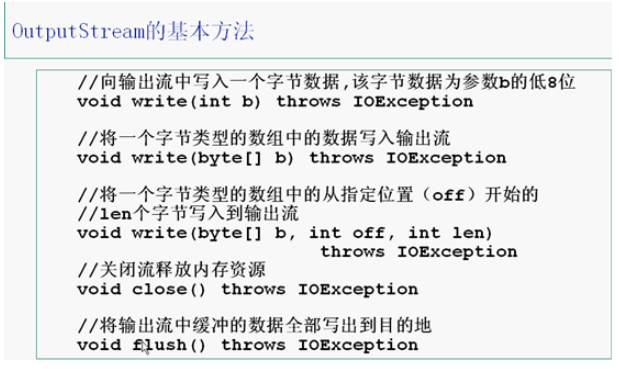 OutputStream的基本方法
//向输出流中写入一个字节数据,该字节数据为参数b的低8位
void write(int b) throws IOException
//将一个字节类型的数组中的数据写入输出流
void write(byte[] b) throws IOException
//将一个字节类型的数组中的从指定位置（off）开始的
//len个字节写入到输出流
void write(byte[] b, int off, int len)
throws IOException
//关闭流释放内存资源
void close() throws IOException
//将输出流中缓冲的数据全部写出到目的地
void flush() throws IOException